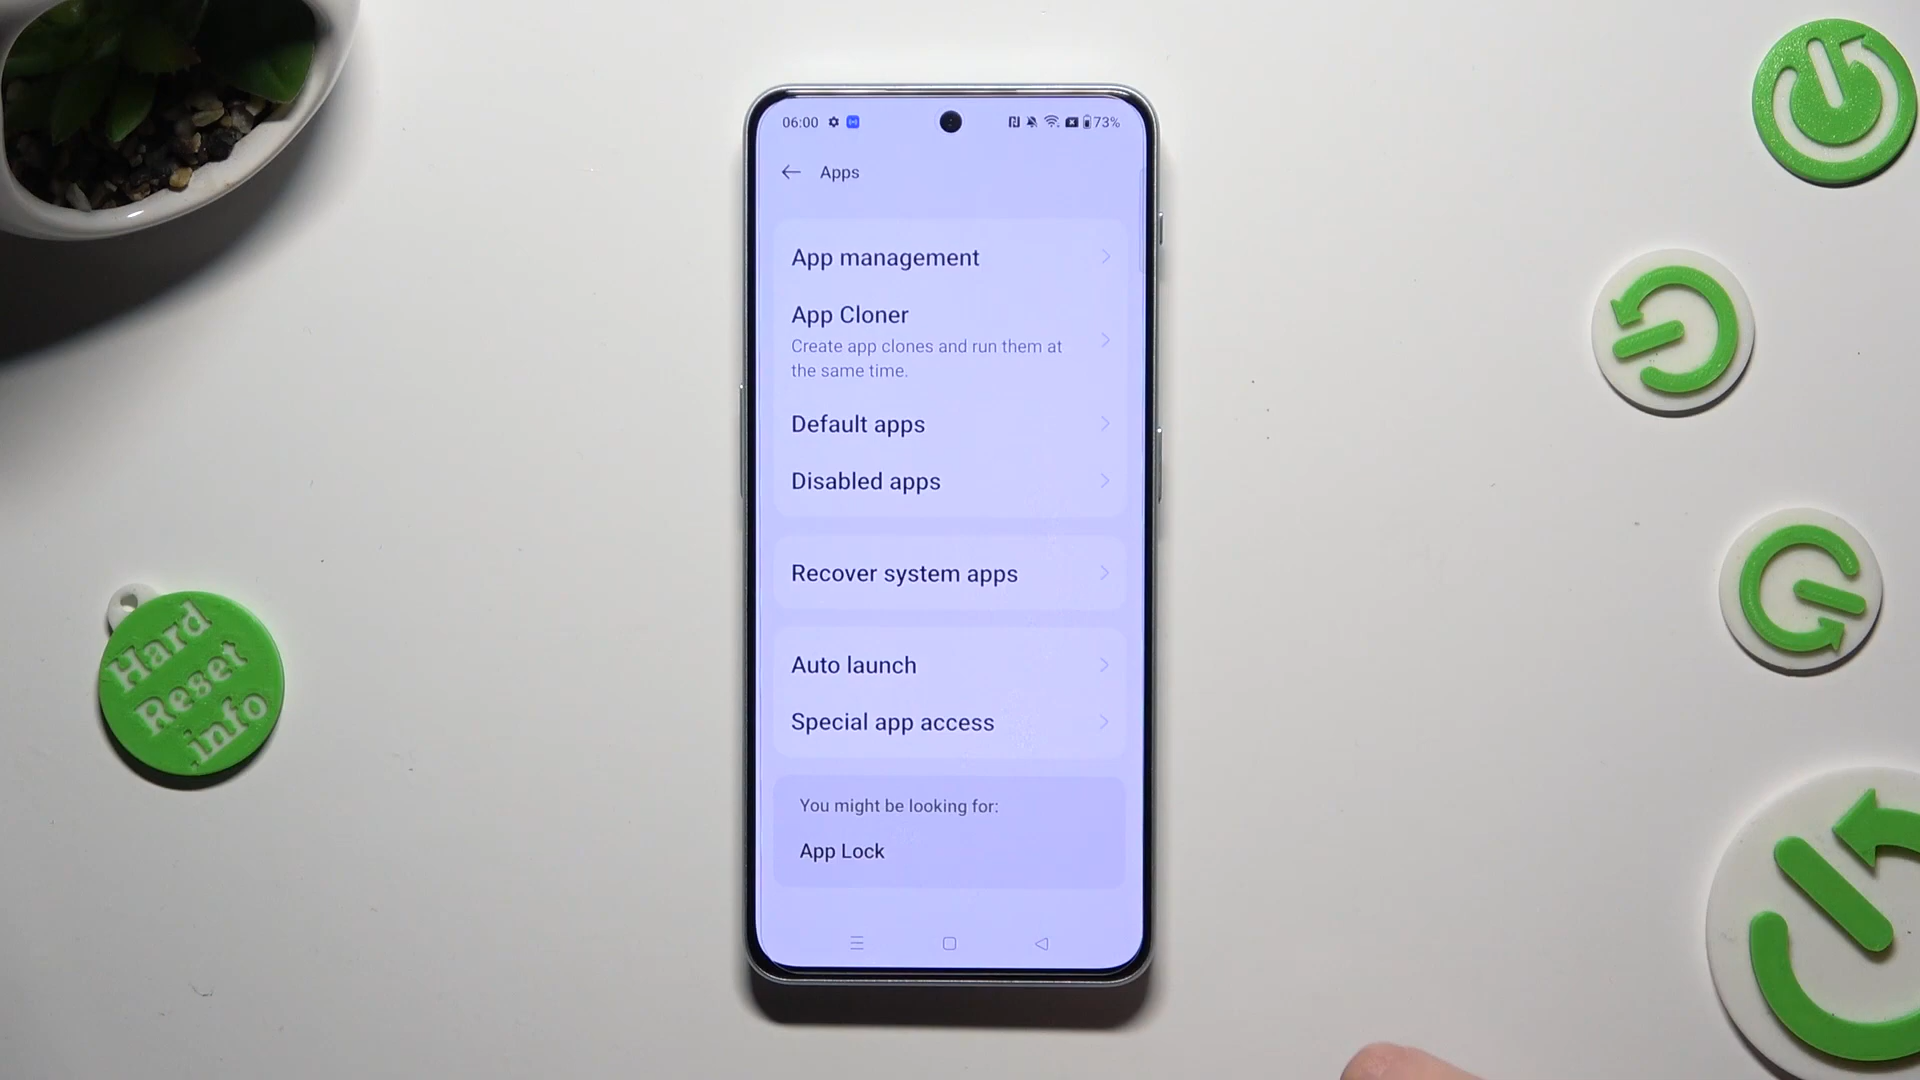 06:00
73%
Apps
App management
App Cloner
Create app clones and run them at
the same time.
Default apps
Disabled apps
Recover system apps
Auto launch
Special app access
You might be looking for:
App Lock
Hard
Reset
.info